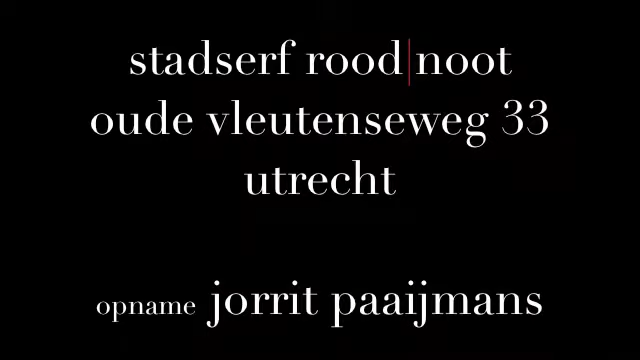 stadserf rood|noot
oude vleutenseweg 33
utrecht
opname jorrit paaijmans